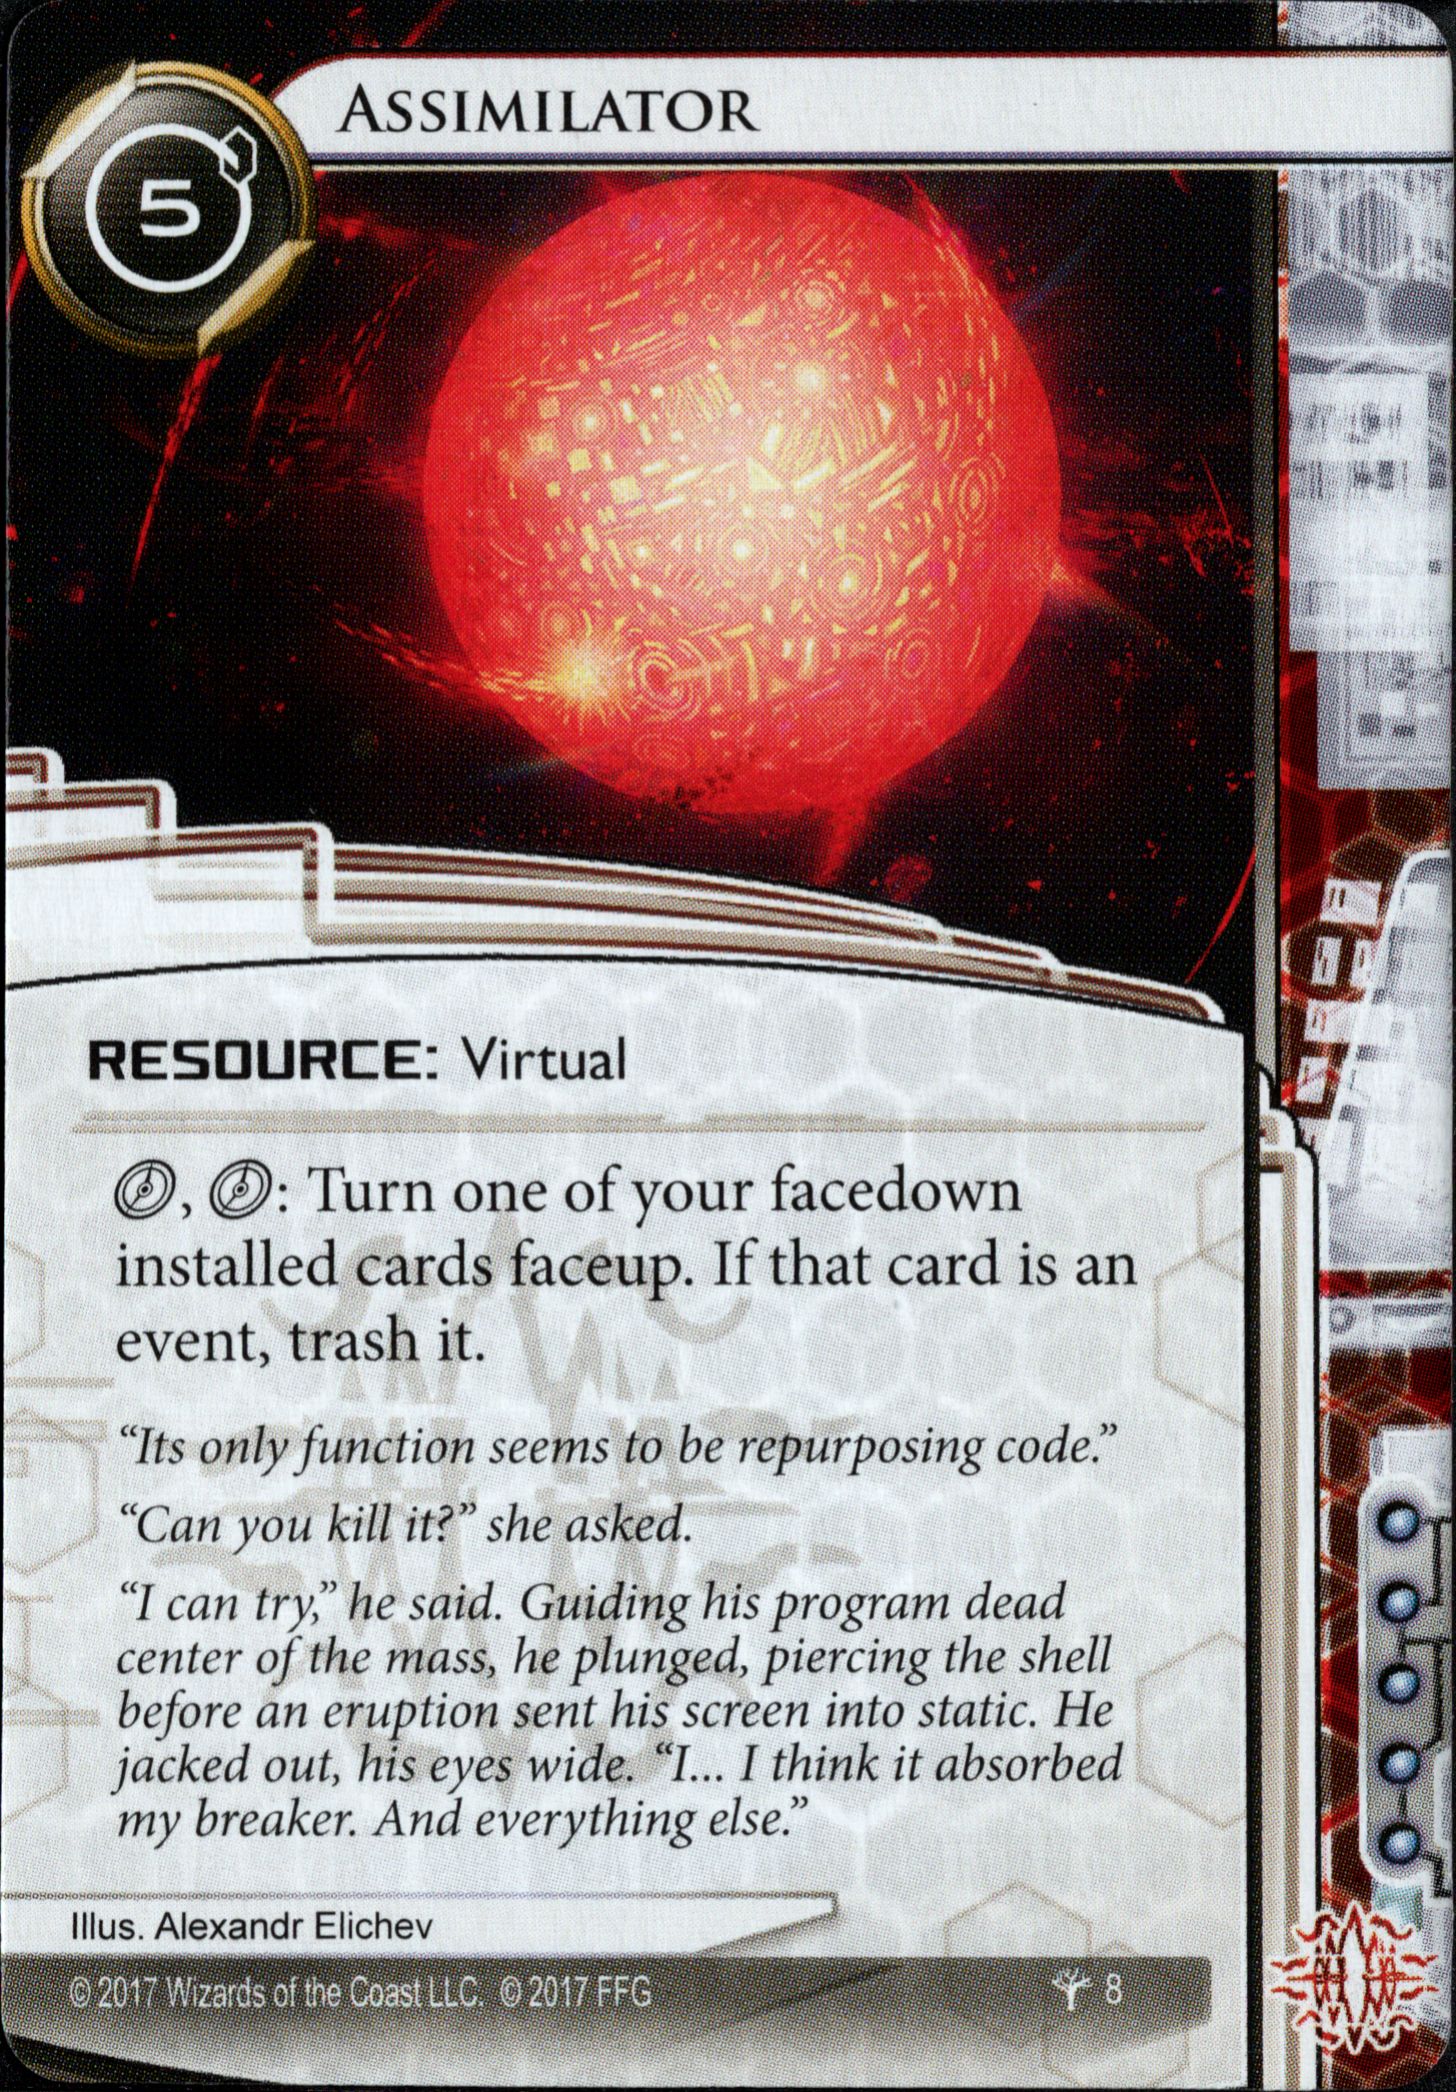 ASSIMILATOR
5
RESOURCE: Virtual
, : Turn one of your facedown
installed cards faceup. If that card is an
event, trash it.
“Its only function seems to be repurposing code.”
“Can you kill it?” she asked.
“I can try,” he said. Guiding his program dead
center of the mass, he plunged, piercing the shell
before an eruption sent his screen into static. He
jacked out, his eyes wide. “I... I think it absorbed
my breaker. And everything else.”
Illus. Alexandr Elichev
© 2017 Wizards of the Coast LLC. © 2017 FFG
8